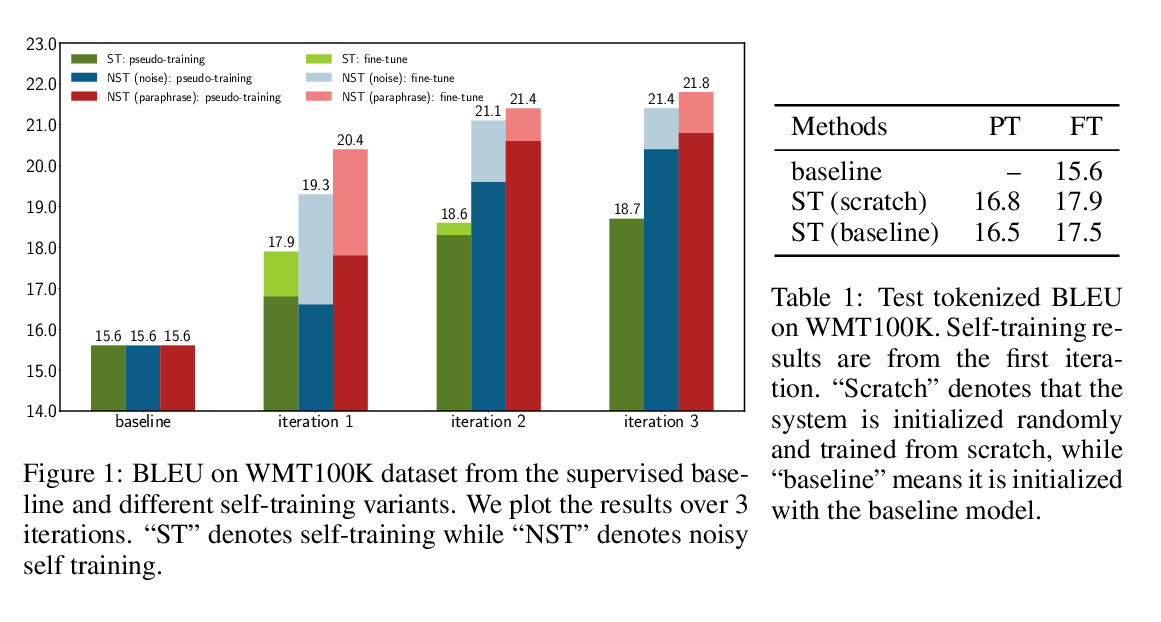 23.0
22.0
21.0
20.0
19.0
18.0
17.0
16.0
15.0
14.0
ST: pseudo-training
NST (noise): pseudo-training
NST (paraphrase): pseudo-training
ST: fine-tune
NST (noise): fine-tune
NST (paraphrase): fine-tune
15.6 15.6 15.6
17.9
19.3
20.4
18.6
21.1
21.4
18.7
21.4
21.8
baseline
iteration 1
iteration 2
iteration 3
Figure 1: BLEU on WMT100K dataset from the supervised base-
line and different self-training variants. We plot the results over 3
iterations. “ST” denotes self-training while “NST” denotes noisy
self training.
Methods PT FT
baseline – 15.6
ST (scratch) 16.8 17.9
ST (baseline) 16.5 17.5
Table 1: Test tokenized BLEU
on WMT100K. Self-training re-
sults are from the first itera-
tion. “Scratch” denotes that the
system is initialized randomly
and trained from scratch, while
“baseline” means it is initialized
with the baseline model.